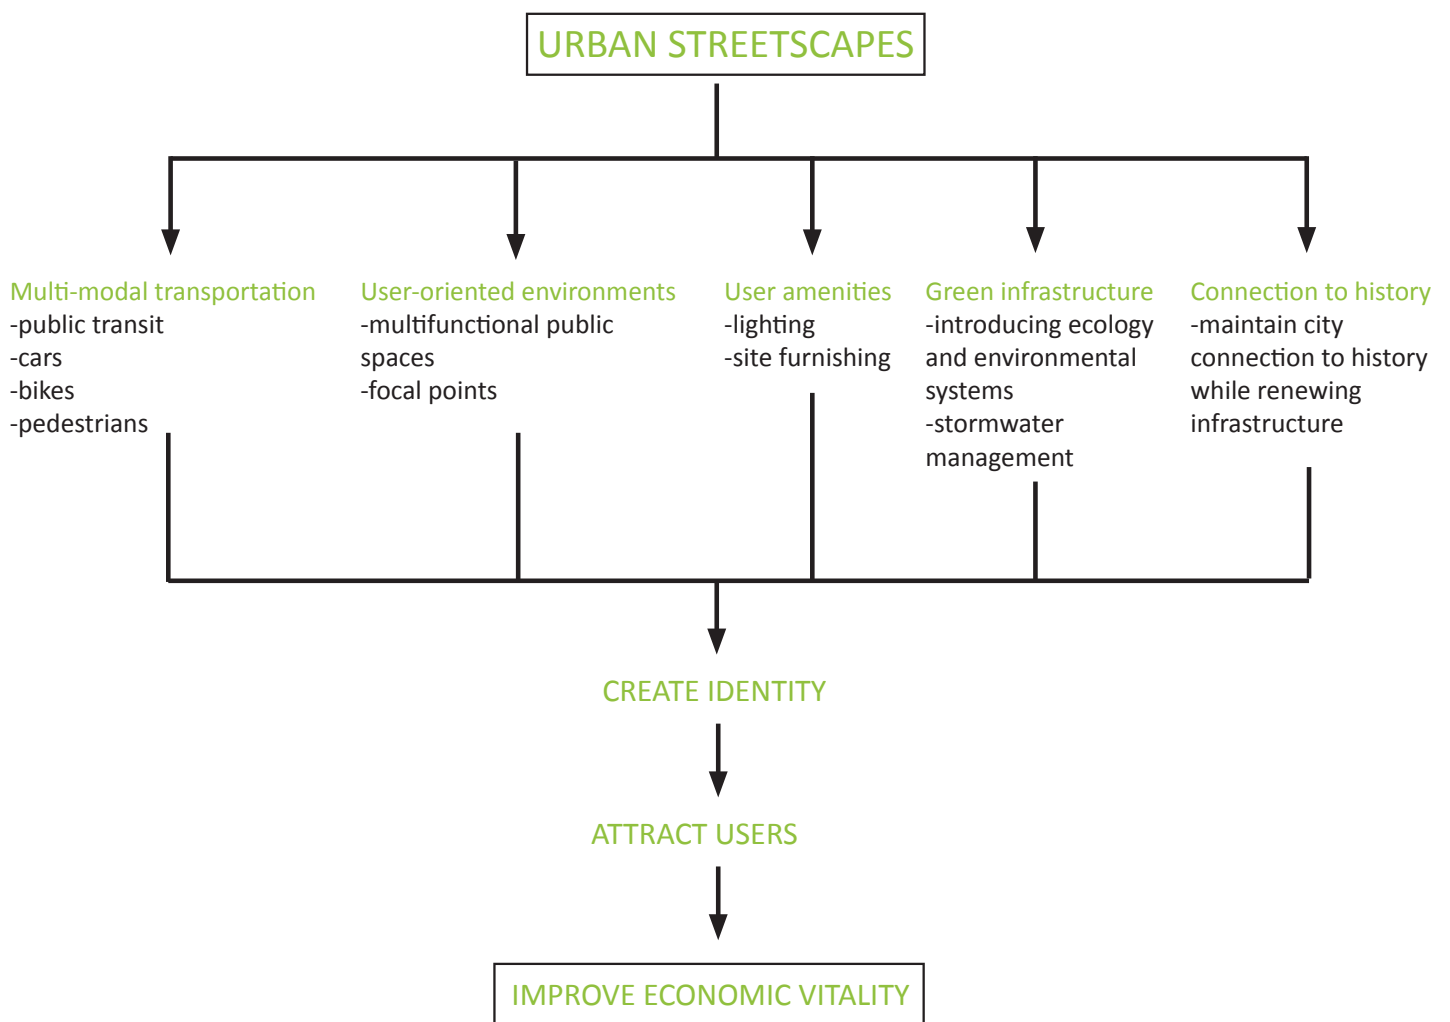 URBAN STREETSCAPES
Multi-modal transportation
-public transit
-cars
-bikes
-pedestrians
User-oriented environments
-multifunctional public
spaces
-focal points
User amenities
-lighting
-site furnishing
Green infrastructure
-introducing ecology
and environmental
systems
-stormwater
management
Connection to history
-maintain city
connection to history
while renewing
infrastructure
CREATE IDENTITY
ATTRACT USERS
IMPROVE ECONOMIC VITALITY